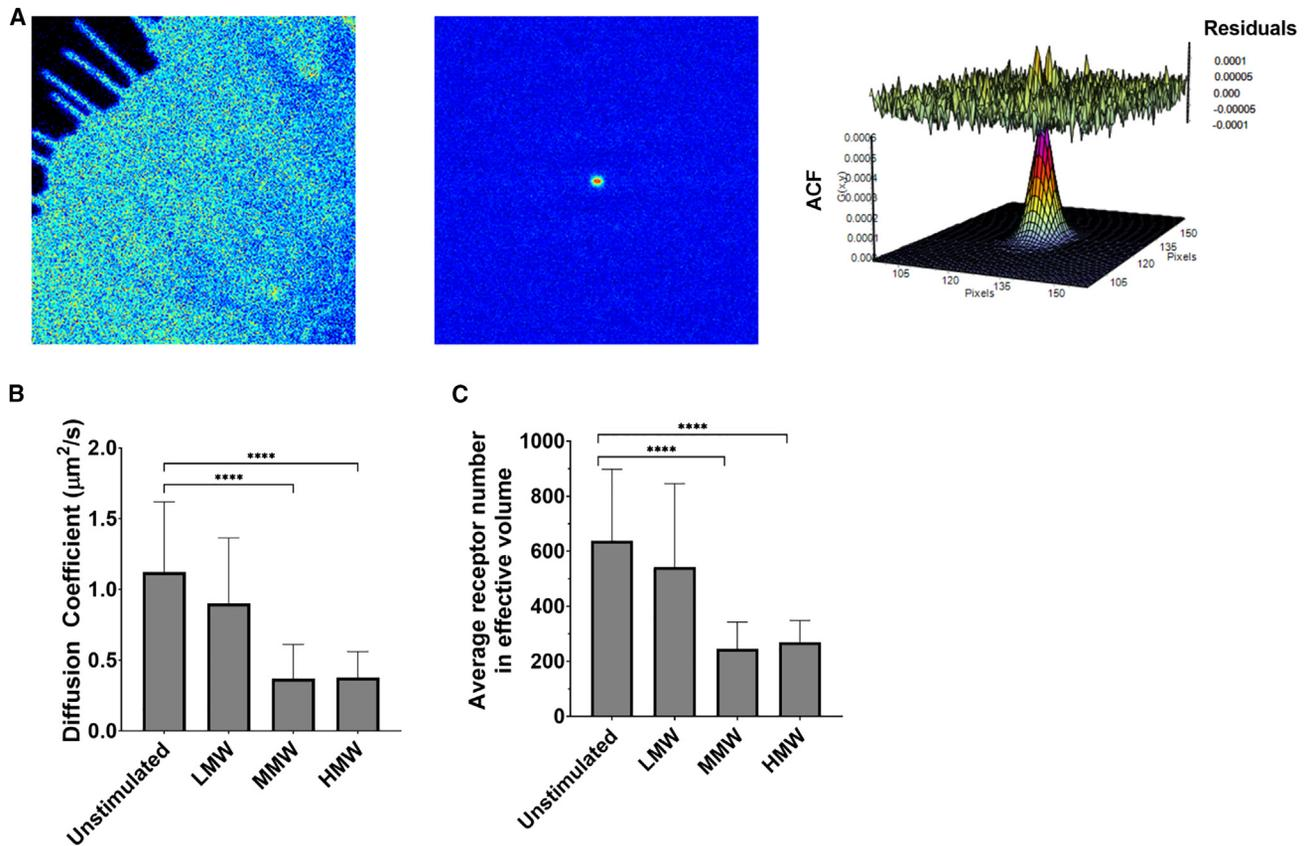 A
Residuals
0.0001
0.00005
0.000
-0.00005
-0.0001
0.0006
0.0005
0.0004
0.0003
0.0002
0.0001
0.000
ACF
G(x,y)
105
120
135
150
Pixels
105
120
135
150
Pixels
B
Diffusion Coefficient (μm²/s)
2.0
1.5
1.0
0.5
0.0
****
****
Unstimulated
LMW
MMW
HMW
C
Average receptor number
in effective volume
1000
800
600
400
200
0
****
****
Unstimulated
LMW
MMW
HMW